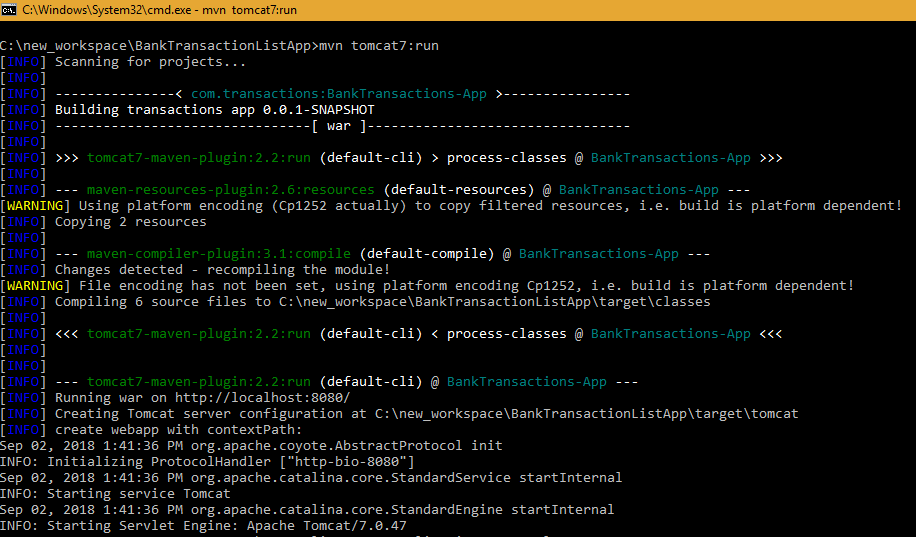 C:\Windows\System32\cmd.exe - mvn tomcat7:run
C:\new_workspace\BankTransactionListApp>mvn tomcat7:run
[INFO] Scanning for projects...
[INFO]
[INFO] ---------------< com.transactions:BankTransactions-App >----------------
[INFO] Building transactions app 0.0.1-SNAPSHOT
[INFO] --------------------------------[ war ]---------------------------------
[INFO]
[INFO] >>> tomcat7-maven-plugin:2.2:run (default-cli) > process-classes @ BankTransactions-App >>>
[INFO]
[INFO] --- maven-resources-plugin:2.6:resources (default-resources) @ BankTransactions-App ---
[WARNING] Using platform encoding (Cp1252 actually) to copy filtered resources, i.e. build is platform dependent!
[INFO] Copying 2 resources
[INFO]
[INFO] --- maven-compiler-plugin:3.1:compile (default-compile) @ BankTransactions-App ---
[INFO] Changes detected - recompiling the module!
[WARNING] File encoding has not been set, using platform encoding Cp1252, i.e. build is platform dependent!
[INFO] Compiling 6 source files to C:\new_workspace\BankTransactionListApp\target\classes
[INFO]
[INFO] <<< tomcat7-maven-plugin:2.2:run (default-cli) < process-classes @ BankTransactions-App <<<
[INFO]
[INFO]
[INFO] --- tomcat7-maven-plugin:2.2:run (default-cli) @ BankTransactions-App ---
[INFO] Running war on http://localhost:8080/
[INFO] Creating Tomcat server configuration at C:\new_workspace\BankTransactionListApp\target\tomcat
[INFO] create webapp with contextPath:
Sep 02, 2018 1:41:36 PM org.apache.coyote.AbstractProtocol init
INFO: Initializing ProtocolHandler ["http-bio-8080"]
Sep 02, 2018 1:41:36 PM org.apache.catalina.core.StandardService startInternal
INFO: Starting service Tomcat
Sep 02, 2018 1:41:36 PM org.apache.catalina.core.StandardEngine startInternal
INFO: Starting Servlet Engine: Apache Tomcat/7.0.47